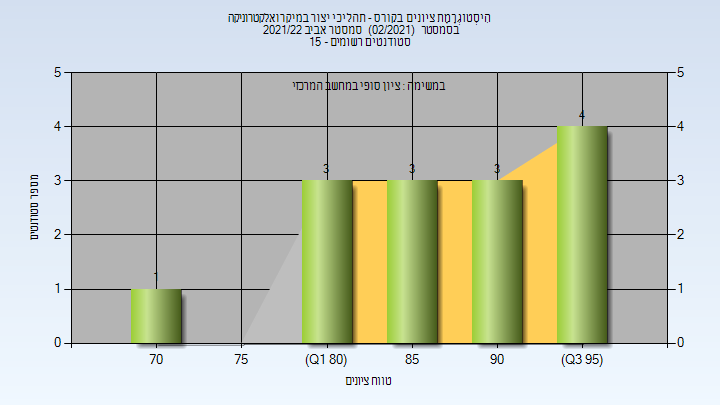 היסטוגרמת ציונים בקורס - תהליכי יצור במיקרואלקטרוניקה
בסמסטר (02/2021) סמסטר אביב 2021/22
סטודנטים רשומים - 15
במשימה : ציון סופי במחשב המרכזי
מספר סטודנטים
5 5
4 4
3 3
2 2
1 1
0 0
1 3 3 3 4
70 75 (Q1 80) 85 90 (Q3 95)
טווח ציונים